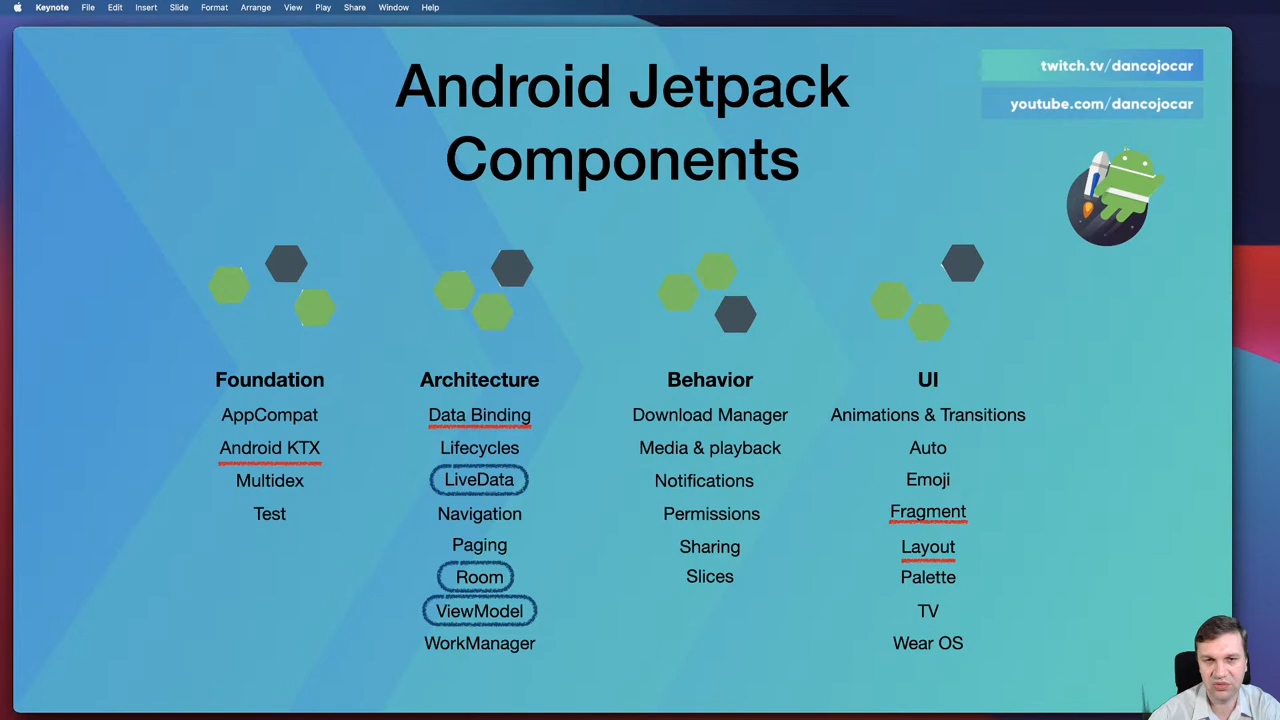 Keynote File Edit Insert Slide Format Arrange View Play Share Window Help
Android Jetpack
Components
twitch.tv/dancojocar
youtube.com/dancojocar
Foundation
AppCompat
Android KTX
Multidex
Test
Architecture
Data Binding
Lifecycles
LiveData
Navigation
Paging
Room
ViewModel
WorkManager
Behavior
Download Manager
Media & playback
Notifications
Permissions
Sharing
Slices
UI
Animations & Transitions
Auto
Emoji
Fragment
Layout
Palette
TV
Wear OS